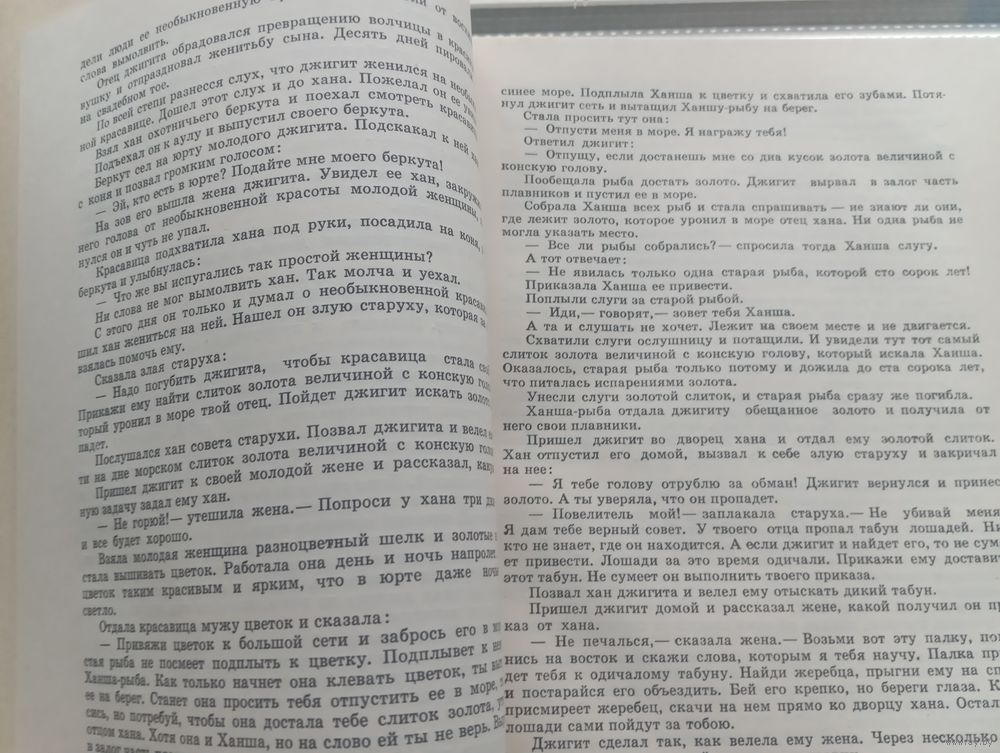 дели люди ее необыкновенную
слова вымолвить.
Отец джигита обрадовался превращению волчицы в
вушку и отпраздновал женитьбу сына. Десять дней пировали
на свадебном тое.
По всей степи разнесся слух, что джигит женился на
ной красавице. Дошел этот слух и до хана. Пожелал он ее
Взял хан охотничьего беркута и поехал смотреть
Подъехал он к аулу и выпустил своего беркута.
Беркут сел на юрту молодого джигита. Подскакал к ней хан
с коня и позвал громким голосом:
— Эй, кто есть в юрте? Подайте мне моего беркута!
На зов его вышла жена джигита. Увидел ее хан,
него голова от необыкновенной красоты молодой женщины,
нулся он и чуть не упал.
Красавица подхватила хана под руки, посадила на коня,
беркута и улыбнулась:
— Что же вы испугались так простой женщины?
Ни слова не мог вымолвить хан. Так молча и уехал.
С этого дня он только и думал о необыкновенной
шил хан жениться на ней. Нашел он злую старуху, которая
взялась помочь ему.
Сказала злая старуха:
— Надо погубить джигита, чтобы красавица стала
Прикажи ему найти слиток золота величиной с конскую
торый уронил в море твой отец. Пойдет джигит искать
падет.
Послушался хан совета старухи. Позвал джигита и велел
ти на дне морском слиток золота величиной с конскую
Пришел джигит к своей молодой жене и рассказал,
ную задачу задал ему хан.
— Не горюй!— утешила жена.— Попроси у хана три
и все будет хорошо.
Взяла молодая женщина разноцветный шелк и золотые
стала вышивать цветок. Работала она день и ночь
цветок таким красивым и ярким, что в юрте даже
светло.
Отдала красавица мужу цветок и сказала:
— Привяжи цветок к большой сети и забрось его в
стая рыба не посмеет подплыть к цветку. Подплывет к
Ханша-рыба. Как только начнет она клевать цветок, ты
ее на берег. Станет она просить тебя отпустить ее в море,
сись, но потребуй, чтобы она достала тебе слиток золота,
отцом хана. Хотя она и Ханша, но на слово ей ты не верь.
в залог часть
синее море. Подплыла Ханша к цветку и схватила его зубами. Потя-
нул джигит сеть и вытащил Ханшу-рыбу на берег.
Стала просить тут она:
— Отпусти меня в море. Я награжу тебя!
Ответил джигит:
— Отпущу, если достанешь мне со дна кусок золота величиной с
конскую голову.
Пообещала рыба достать золото. Джигит вырвал в залог часть
плавников и пустил ее в море.
Собрала Ханша всех рыб и стала спрашивать — не знают ли они,
где лежит золото, которое уронил в море отец хана. Ни одна рыба не
могла указать место.
— Все ли рыбы собрались?— спросила тогда Ханша слугу.
А тот отвечает:
— Не явилась только одна старая рыба, которой сто сорок лет!
Приказала Ханша ее привести.
Поплыли слуги за старой рыбой.
— Иди,— говорят,— зовет тебя Ханша.
А та и слушать не хочет. Лежит на своем месте и не двигается.
Схватили слуги ослушницу и потащили. И увидели тут тот самый
слиток золота величиной с конскую голову, который искала Ханша.
Оказалось, старая рыба только потому и дожила до ста сорока лет,
что питалась испарениями золота.
Унесли слуги золотой слиток, и старая рыба сразу же погибла.
Ханша-рыба отдала джигиту обещанное золото и получила от
него свои плавники.
Пришел джигит во дворец хана и отдал ему золотой слиток.
Хан отпустил его домой, вызвал к себе злую старуху и закричал
на нее:
— Я тебе голову отрублю за обман! Джигит вернулся и принес
золото. А ты уверяла, что он пропадет.
— Повелитель мой!— заплакала старуха.— Не убивай меня
Я дам тебе верный совет. У твоего отца пропал табун лошадей. Ни
кто не знает, где он находится. А если джигит и найдет его, то не сум
ет привести. Лошади за это время одичали. Прикажи ему достави
этот табун. Не сумеет он выполнить твоего приказа.
Позвал хан джигита и велел ему отыскать дикий табун.
Пришел джигит домой и рассказал жене, какой получил он пр
каз от хана.
— Не печалься,— сказала жена.— Возьми вот эту палку, пов
нись на восток и скажи слова, которым я тебя научу. Палка при
дет тебя к одичалому табуну. Найди жеребца, прыгни ему на сп
и постарайся его объездить. Бей его крепко, но береги глаза. К
присмиреет жеребец, скачи на нем прямо ко дворцу хана. Остал
лошади сами пойдут за тобою.
Джигит сделал так, как велела ему жена. Через несколько